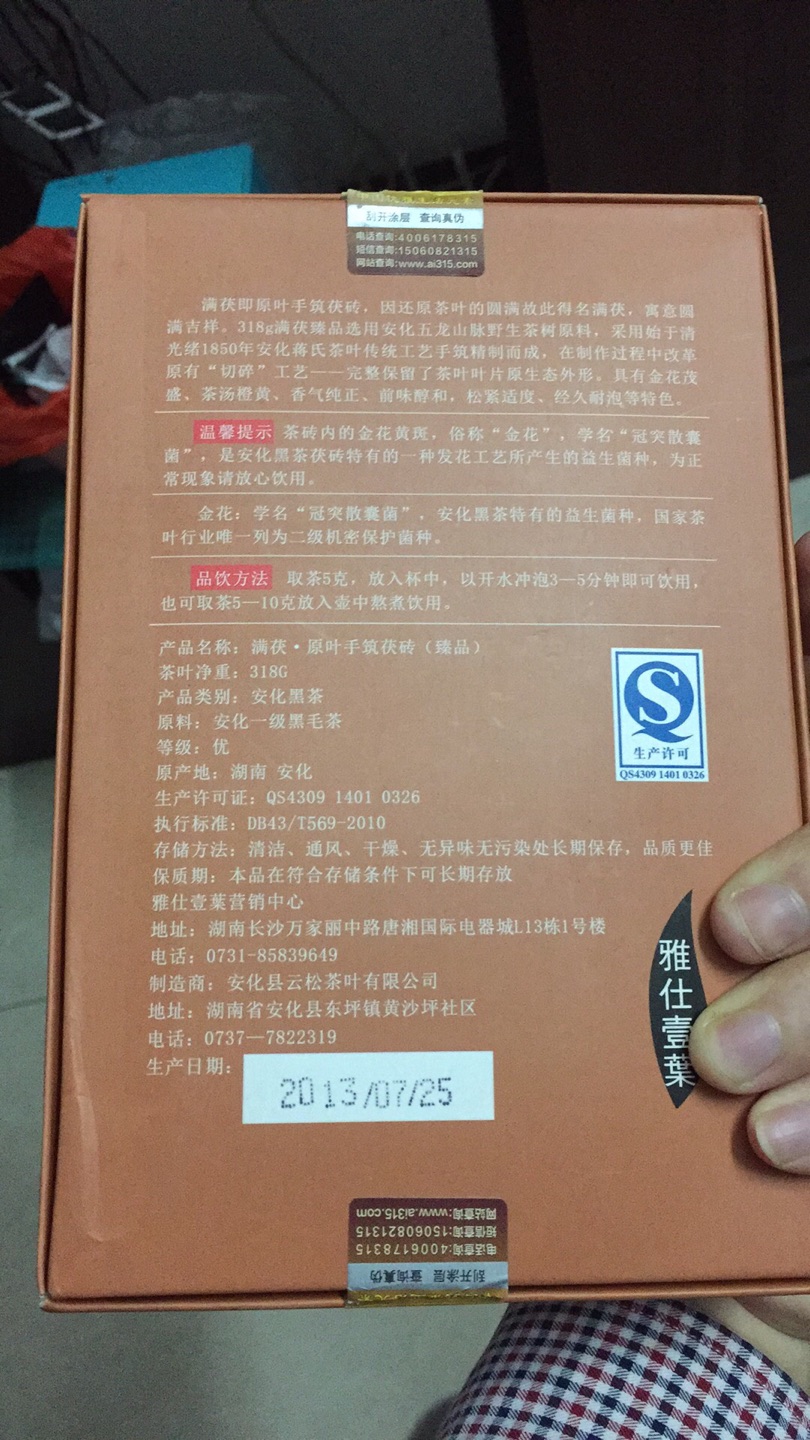 刮开涂层 查询真伪
电话查询:4006178315
短信查询:15060821315
网站查询:www.ai315.com
满茯即原叶手筑茯砖，因还原茶叶的圆满故此得名满茯，寓意圆
满吉祥。318g满茯臻品选用安化五龙山脉野生茶树原料，采用始于清
光绪1850年安化蒋氏茶叶传统工艺手筑精制而成，在制作过程中改革
原有“切碎”工艺——完整保留了茶叶叶片原生态外形。具有金花茂
盛、茶汤橙黄、香气纯正、前味醇和，松紧适度、经久耐泡等特色。
温馨提示 茶砖内的金花黄斑，俗称“金花”，学名“冠突散囊
菌”，是安化黑茶茯砖特有的一种发花工艺所产生的益生菌种，为正
常现象请放心饮用。
金花：学名“冠突散囊菌”，安化黑茶特有的益生菌种，国家茶
叶行业唯一列为二级机密保护菌种。
品饮方法 取茶5克，放入杯中，以开水冲泡3—5分钟即可饮用，
也可取茶5—10克放入壶中熬煮饮用。
产品名称：满茯·原叶手筑茯砖（臻品）
茶叶净重：318G
产品类别：安化黑茶
原料：安化一级黑毛茶
等级：优
原产地：湖南 安化
生产许可证：QS4309 1401 0326
执行标准：DB43/T569-2010
存储方法：清洁、通风、干燥、无异味无污染处长期保存，品质更佳
保质期：本品在符合存储条件下可长期存放
雅仕壹葉营销中心
地址：湖南长沙万家丽中路唐湘国际电器城L13栋1号楼
电话：0731-85839649
制造商：安化县云松茶叶有限公司
地址：湖南省安化县东坪镇黄沙坪社区
电话：0737—7822319
生产日期：
2013/07/25
生产许可
QS4309 1401 0326
雅仕壹葉
刮开涂层 查询真伪
电话查询:4006178315
短信查询:15060821315
网站查询:www.ai315.com